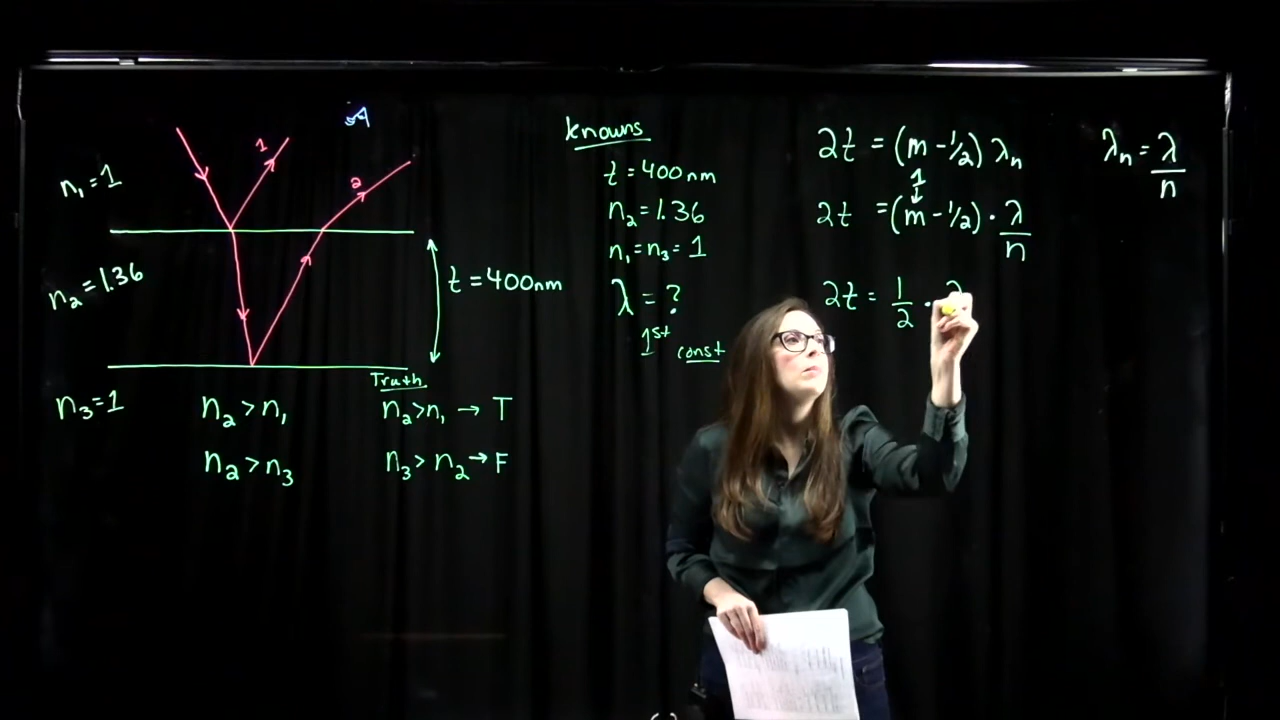 n₁=1
1
2
n₂=1.36
t=400nm
n₃=1
n₂>n₁
n₂>n₃
Truth
n₂>n₁ → T
n₃>n₂ → F
knowns
t=400nm
n₂=1.36
n₁=n₃=1
λ=?
1st const
2t = (m-1/2) λₙ
1
↓
2t = (m-1/2) · λ/n
2t = 1/2 ·
λₙ = λ/n